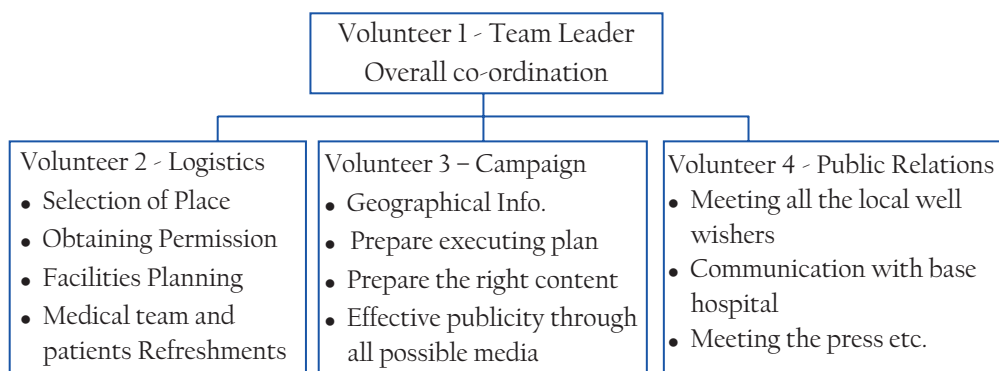 Volunteer 1 - Team Leader
Overall co-ordination
Volunteer 2 - Logistics
• Selection of Place
• Obtaining Permission
• Facilities Planning
• Medical team and
patients Refreshments
Volunteer 3 – Campaign
• Geographical Info.
• Prepare executing plan
• Prepare the right content
• Effective publicity through
all possible media
Volunteer 4 - Public Relations
• Meeting all the local well
wishers
• Communication with base
hospital
• Meeting the press etc.